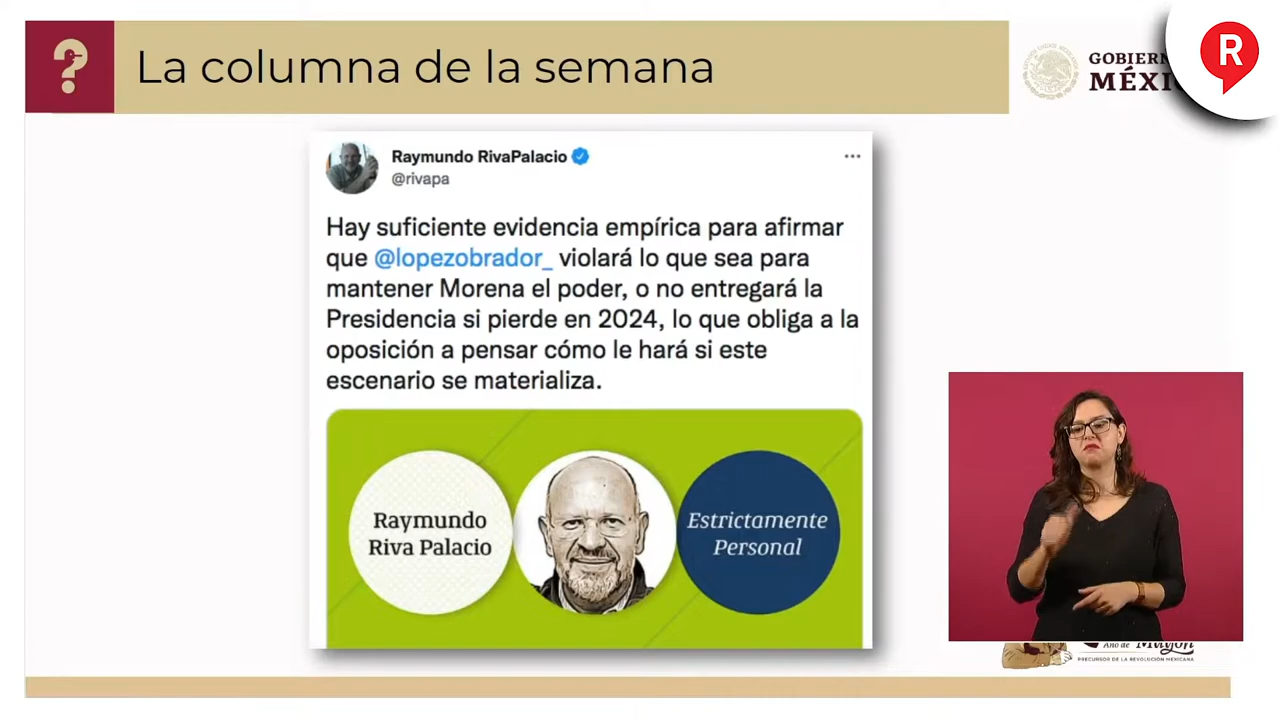 La columna de la semana
GOBIERN
MÉXI
R
Raymundo RivaPalacio
@rivapa
Hay suficiente evidencia empírica para afirmar
que @lopezobrador_ violará lo que sea para
mantener Morena el poder, o no entregará la
Presidencia si pierde en 2024, lo que obliga a la
oposición a pensar cómo le hará si este
escenario se materializa.
Raymundo
Riva Palacio
Estrictamente
Personal
Año de Magón
PRECURSOR DE LA REVOLUCIÓN MEXICANA